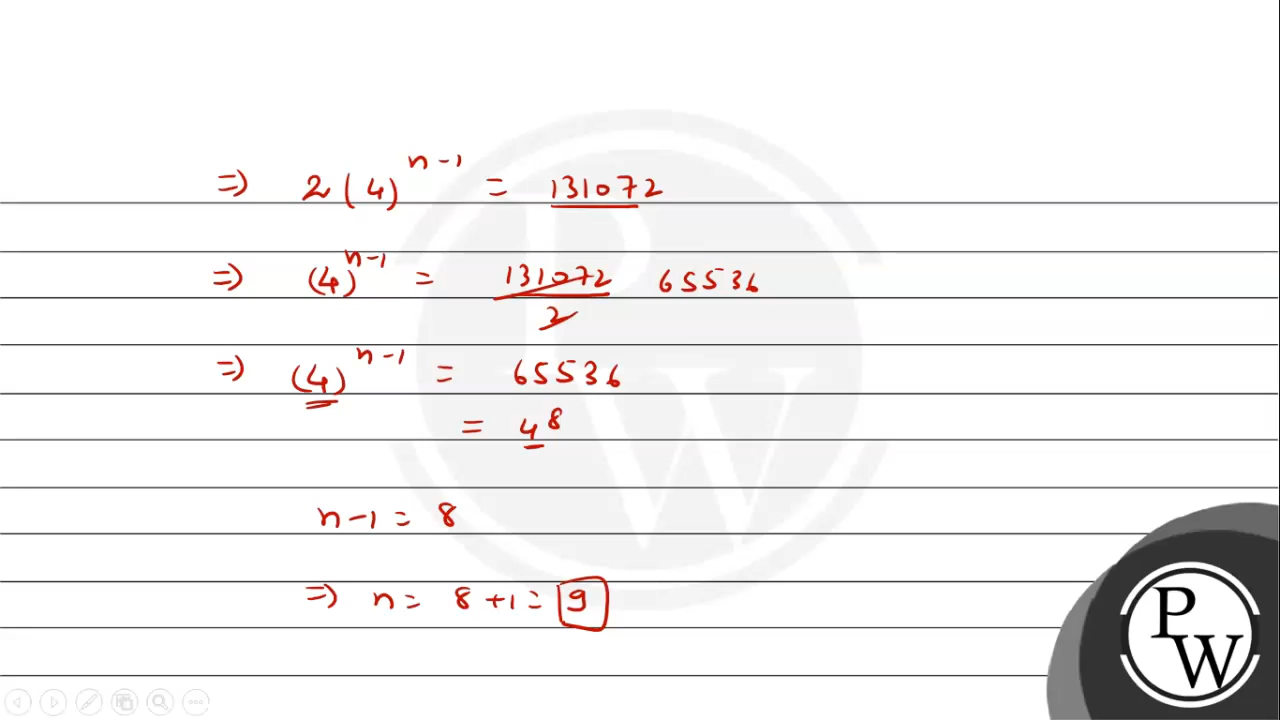 ⇒ 2(4)^{n-1} = 131072
⇒ (4)^{n-1} = 131072/2 65536
⇒ (4)^{n-1} = 65536
= 4^8
n-1 = 8
⇒ n = 8+1 = 9
PW
PW